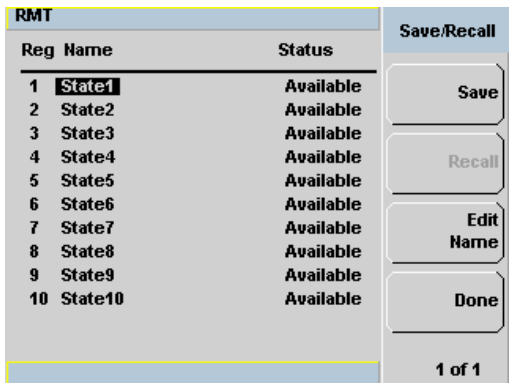 RMT
Save/Recall
Reg Name Status
1 State1 Available
2 State2 Available
3 State3 Available
4 State4 Available
5 State5 Available
6 State6 Available
7 State7 Available
8 State8 Available
9 State9 Available
10 State10 Available
Save
Recall
Edit
Name
Done
1 of 1